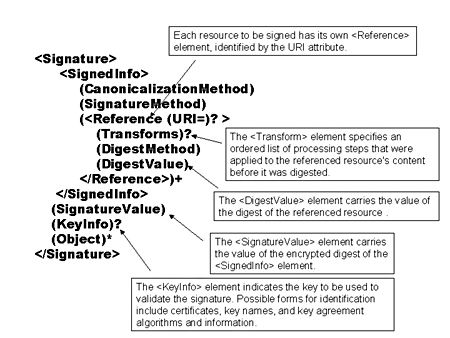 Each resource to be signed has its own <Reference>
element, identified by the URI attribute.
<Signature>
<SignedInfo>
(CanonicalizationMethod)
(SignatureMethod)
(<Reference (URI=)? >
(Transforms)?
(DigestMethod)
(DigestValue)
</Reference>)+
</SignedInfo>
(SignatureValue)
(KeyInfo)?
(Object)*
</Signature>
The <Transform> element specifies an
ordered list of processing steps that were
applied to the referenced resource's content
before it was digested.
The <DigestValue> element carries the value of
the digest of the referenced resource .
The <SignatureValue> element carries
the value of the encrypted digest of the
<SignedInfo> element.
The <KeyInfo> element indicates the key to be used to
validate the signature. Possible forms for identification
include certificates, key names, and key agreement
algorithms and information.